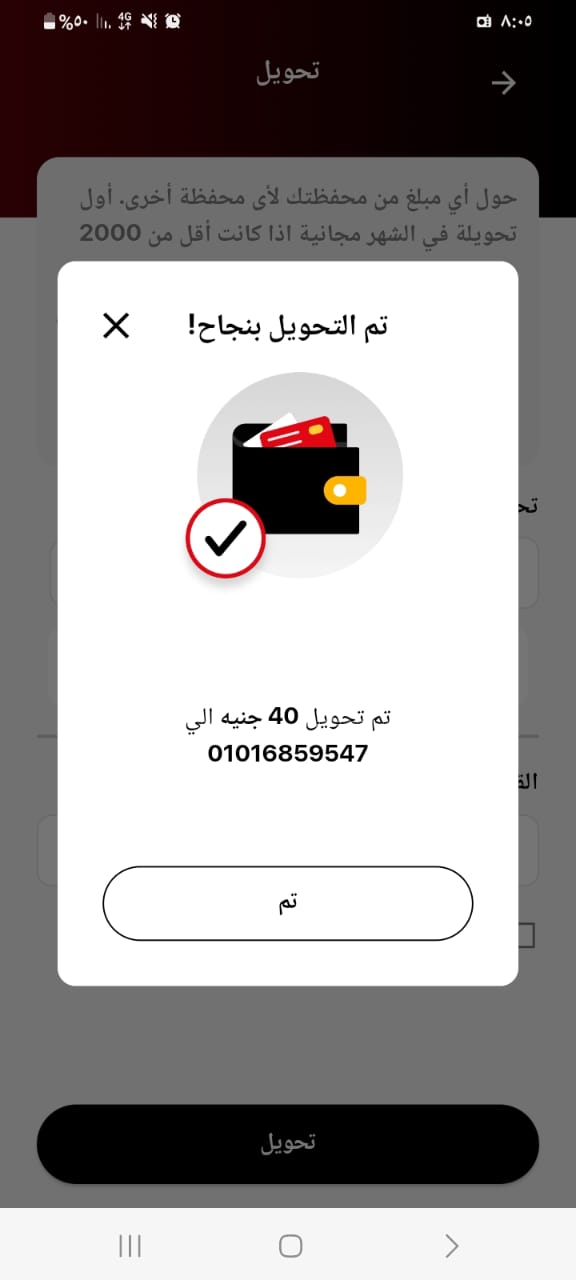 %٥٠
4G
٨:٠٥
تحويل
حول أي مبلغ من محفظتك لأى محفظة أخرى. أول
تحويلة في الشهر مجانية اذا كانت أقل من 2000
تم التحويل بنجاح!
تم تحويل 40 جنيه الي
01016859547
تم
تحويل